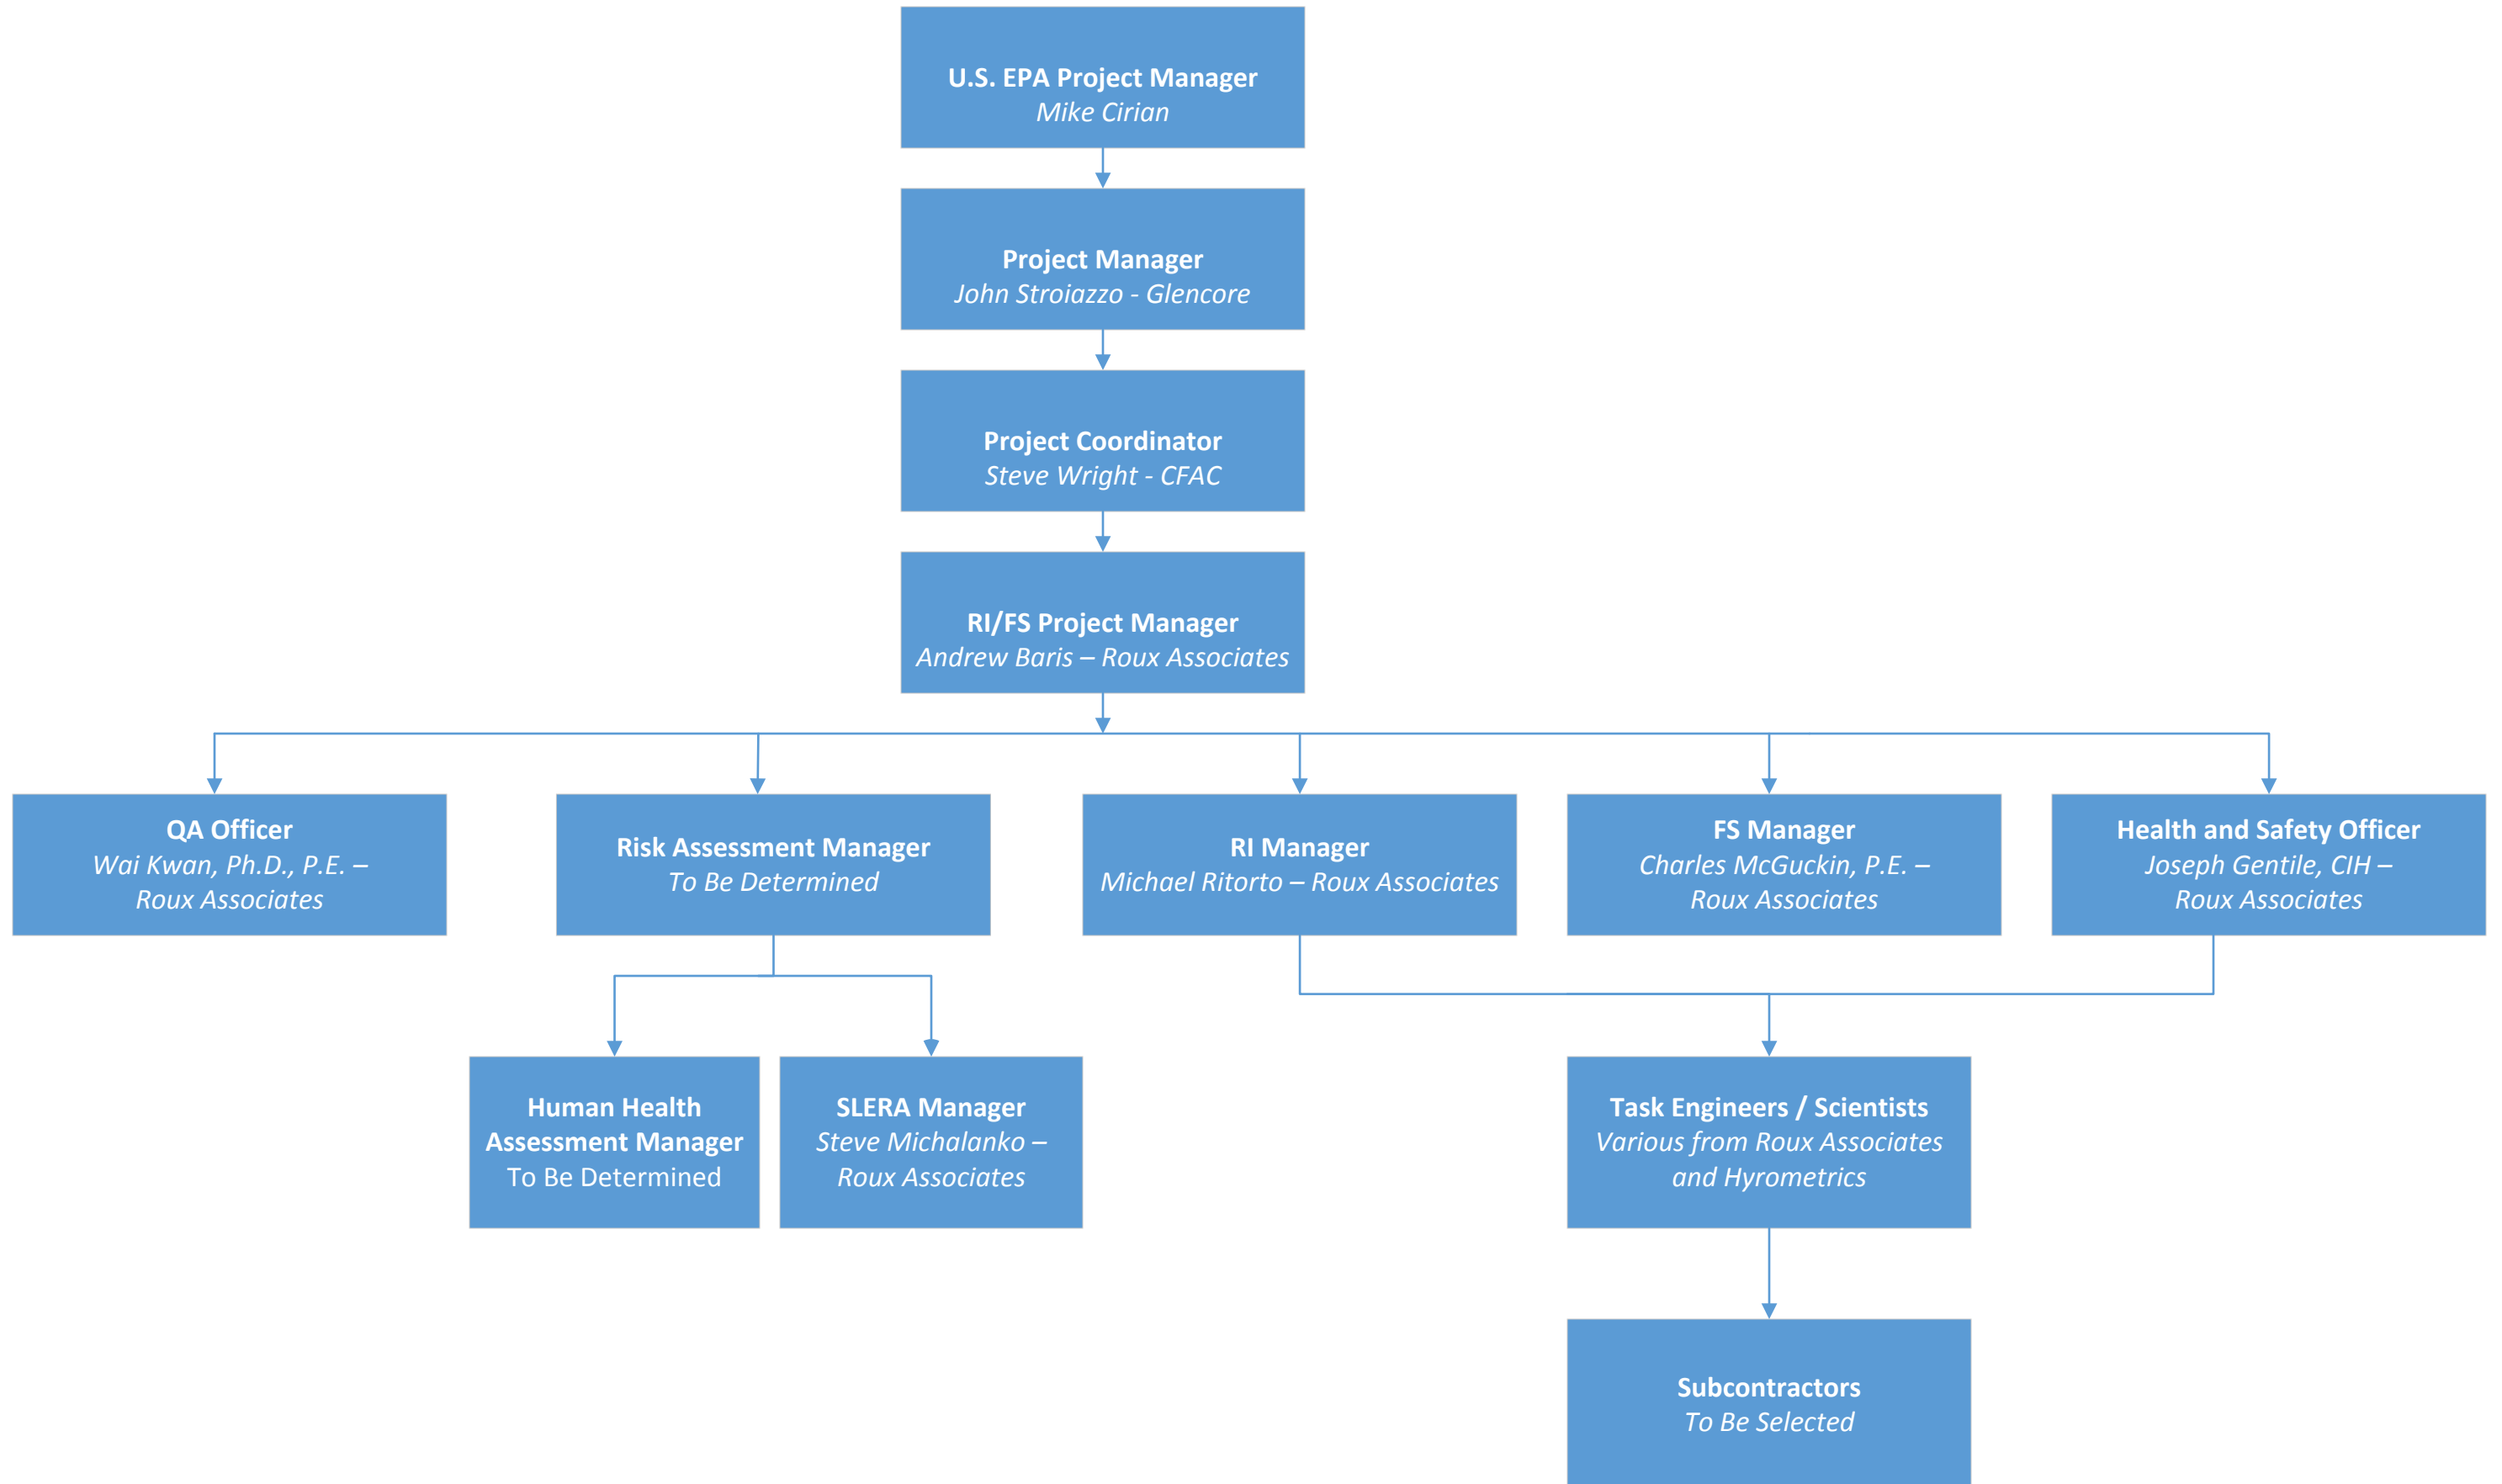 U.S. EPA Project Manager
Mike Cirian
Project Manager
John Stroiazzo - Glencore
Project Coordinator
Steve Wright - CFAC
RI/FS Project Manager
Andrew Baris – Roux Associates
QA Officer
Wai Kwan, Ph.D., P.E. –
Roux Associates
Risk Assessment Manager
To Be Determined
RI Manager
Michael Ritorto – Roux Associates
FS Manager
Charles McGuckin, P.E. –
Roux Associates
Health and Safety Officer
Joseph Gentile, CIH –
Roux Associates
Human Health
Assessment Manager
To Be Determined
SLERA Manager
Steve Michalanko –
Roux Associates
Task Engineers / Scientists
Various from Roux Associates
and Hyrometrics
Subcontractors
To Be Selected